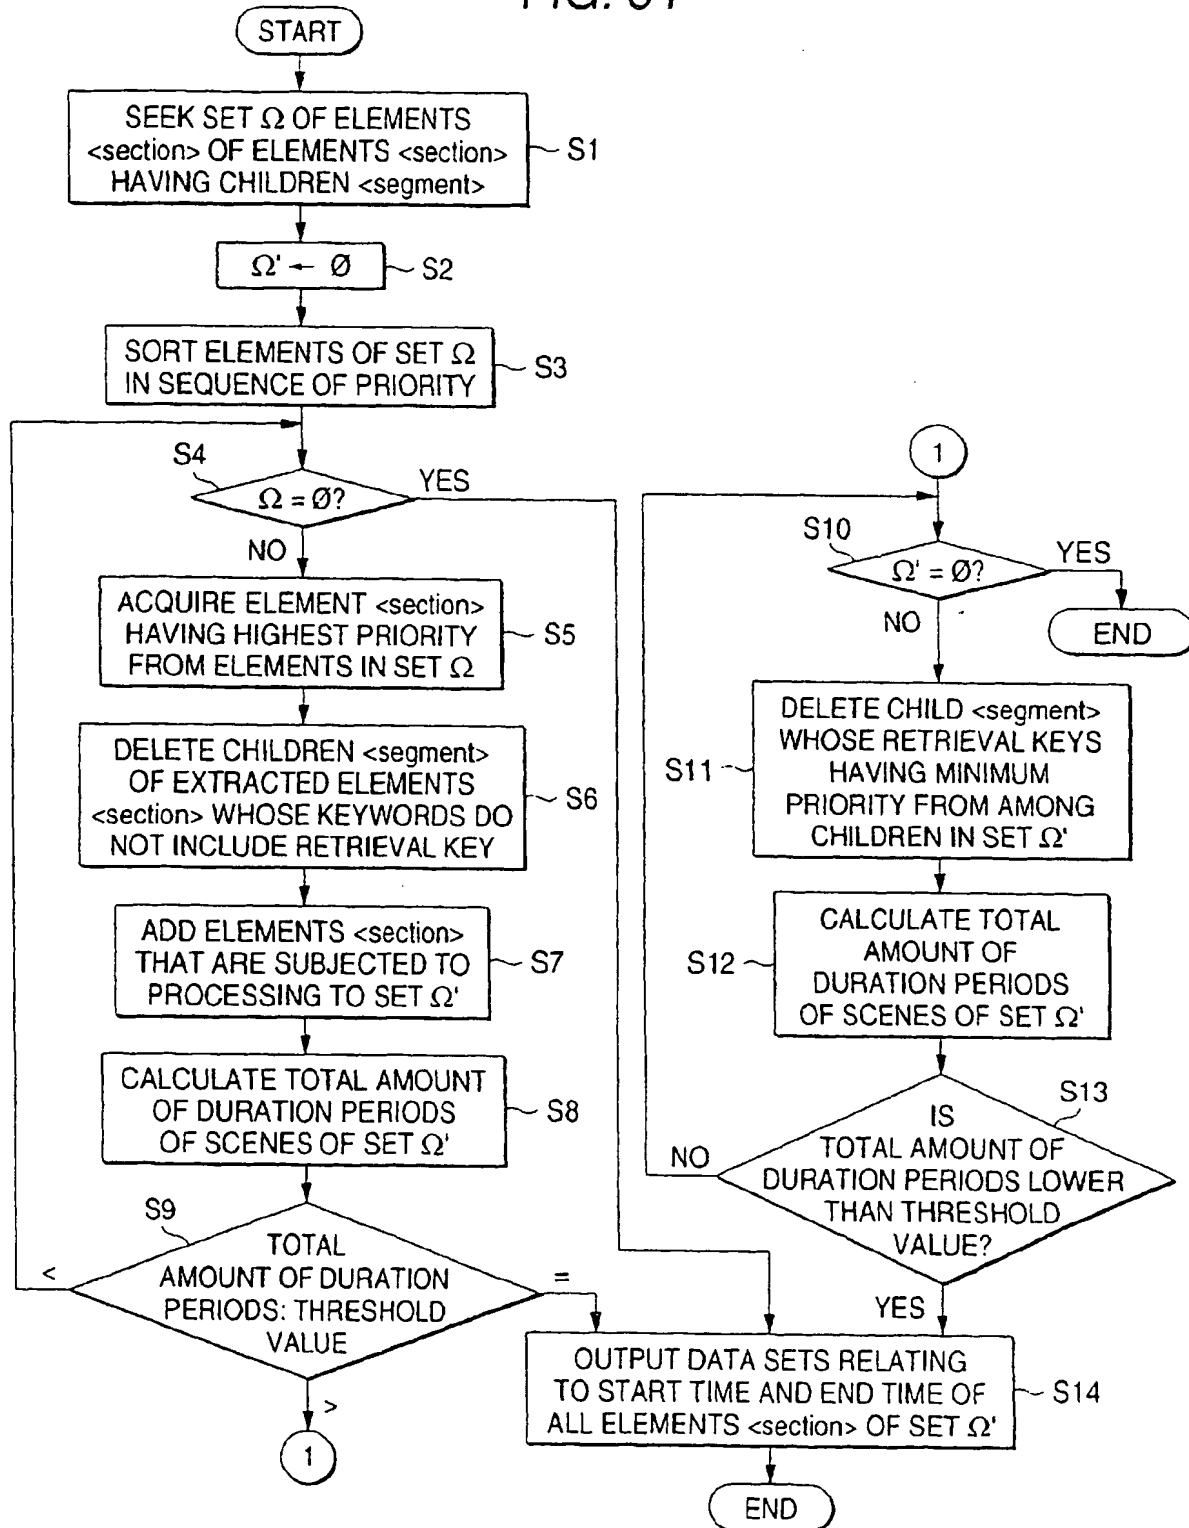 START
SEEK SET Ω OF ELEMENTS
<section> OF ELEMENTS <section>
HAVING CHILDREN <segment>
S1
Ω' ← Ø
S2
SORT ELEMENTS OF SET Ω
IN SEQUENCE OF PRIORITY
S3
S4
Ω = Ø?
YES
NO
ACQUIRE ELEMENT <section>
HAVING HIGHEST PRIORITY
FROM ELEMENTS IN SET Ω
S5
DELETE CHILDREN <segment>
OF EXTRACTED ELEMENTS
<section> WHOSE KEYWORDS DO
NOT INCLUDE RETRIEVAL KEY
S6
ADD ELEMENTS <section>
THAT ARE SUBJECTED TO
PROCESSING TO SET Ω'
S7
CALCULATE TOTAL AMOUNT
OF DURATION PERIODS
OF SCENES OF SET Ω'
S8
S9
TOTAL
AMOUNT OF DURATION
PERIODS: THRESHOLD
VALUE
<
=
>
1
1
S10
Ω' = Ø?
YES
END
NO
DELETE CHILD <segment>
WHOSE RETRIEVAL KEYS
HAVING MINIMUM
PRIORITY FROM AMONG
CHILDREN IN SET Ω'
S11
CALCULATE TOTAL
AMOUNT OF
DURATION PERIODS
OF SCENES OF SET Ω'
S12
S13
IS
TOTAL AMOUNT OF
DURATION PERIODS LOWER
THAN THRESHOLD
VALUE?
NO
YES
OUTPUT DATA SETS RELATING
TO START TIME AND END TIME OF
ALL ELEMENTS <section> OF SET Ω'
S14
END